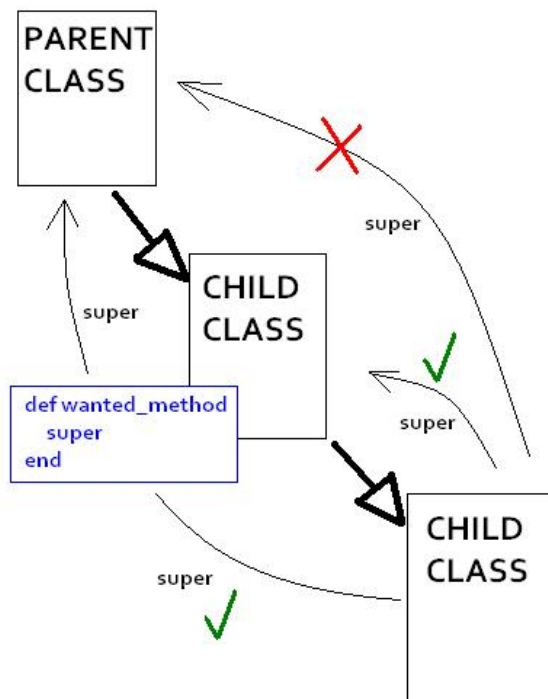 PARENT
CLASS
super
super
CHILD
CLASS
super
def wanted_method
super
end
super
CHILD
CLASS